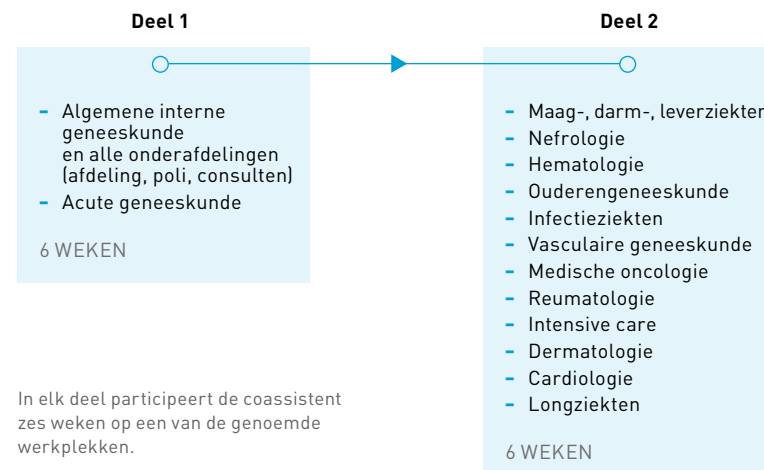 Deel 1
- Algemene interne
geneeskunde
en alle onderafdelingen
(afdeling, poli, consulten)
- Acute geneeskunde
6 WEKEN
In elk deel participeert de coassistent
zes weken op een van de genoemde
werkplekken.
Deel 2
- Maag-, darm-, leverziekten
- Nefrologie
- Hematologie
- Ouderengeneeskunde
- Infectieziekten
- Vasculaire geneeskunde
- Medische oncologie
- Reumatologie
- Intensive care
- Dermatologie
- Cardiologie
- Longziekten
6 WEKEN